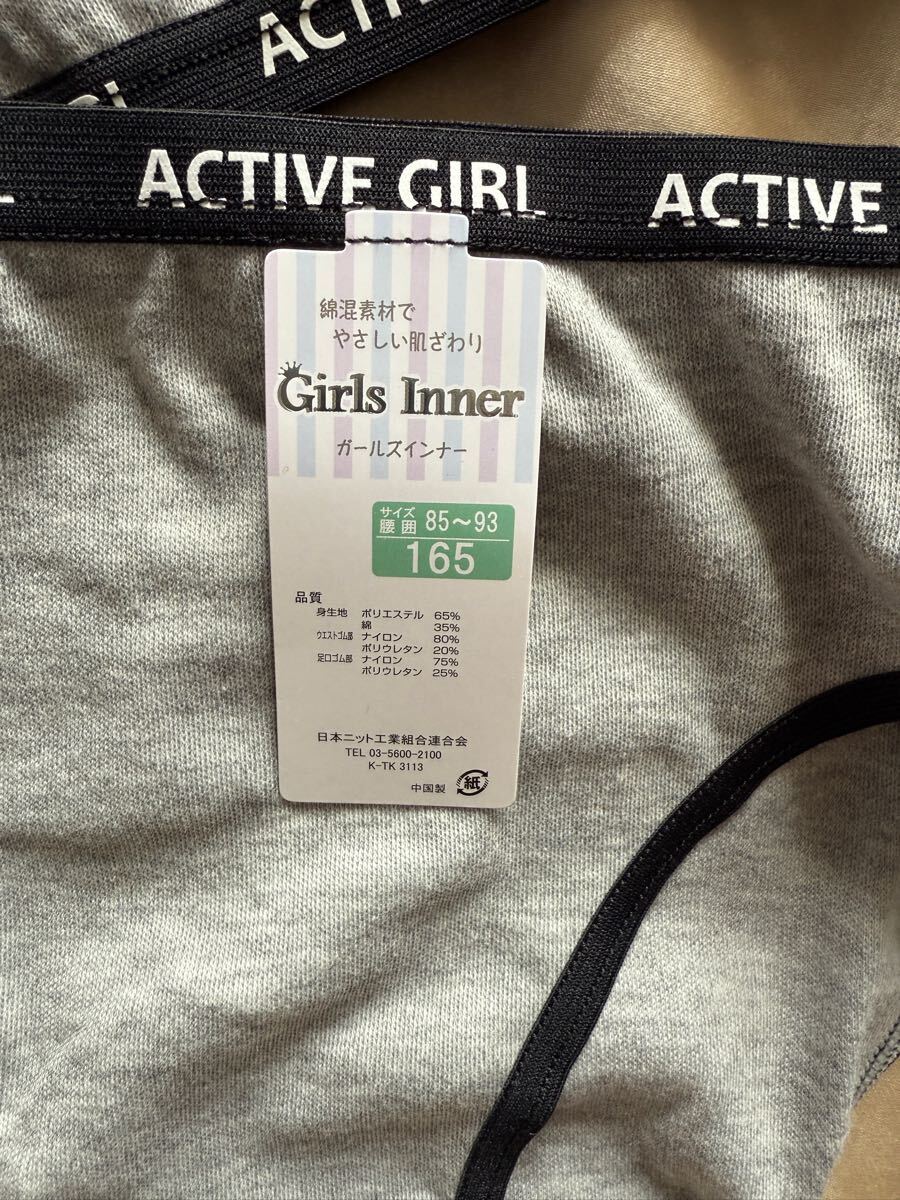 ACTI
ACTIVE GIRL ACTIVE
綿混素材で
やさしい肌ざわり
Girls Inner
ガールズインナー
サイズ
腰囲 85～93
165
品質
身生地 ポリエステル 65%
綿 35%
ウエストゴム部 ナイロン 80%
ポリウレタン 20%
足口ゴム部 ナイロン 75%
ポリウレタン 25%
日本ニット工業組合連合会
TEL 03-5600-2100
K-TK 3113
中国製 紙